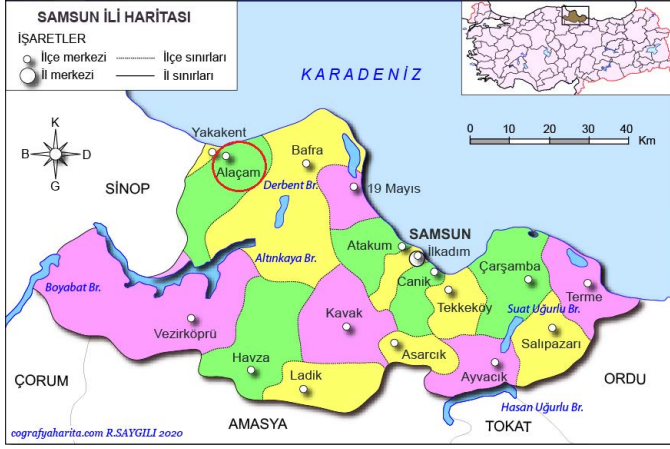 SAMSUN İLİ HARİTASI
İŞARETLER
İlçe merkezi
İlçe sınırları
İl merkezi
İl sınırları
KARADENİZ
0 10 20 30 40 Km
K
B D
G
SİNOP
Yakakent
Alaçam
Bafra
Derbent Br.
19 Mayıs
SAMSUN
Atakum
İlkadım
Altınkaya Br.
Canik
Çarşamba
Boyabat Br.
Tekkeköy
Terme
Suat Uğurlu Br.
Vezirköprü
Kavak
Salıpazarı
Havza
Asarcık
Ladik
Ayvacık
ÇORUM
ORDU
AMASYA
Hasan Uğurlu Br.
TOKAT
cografyaharita.com R.SAYGILI 2020